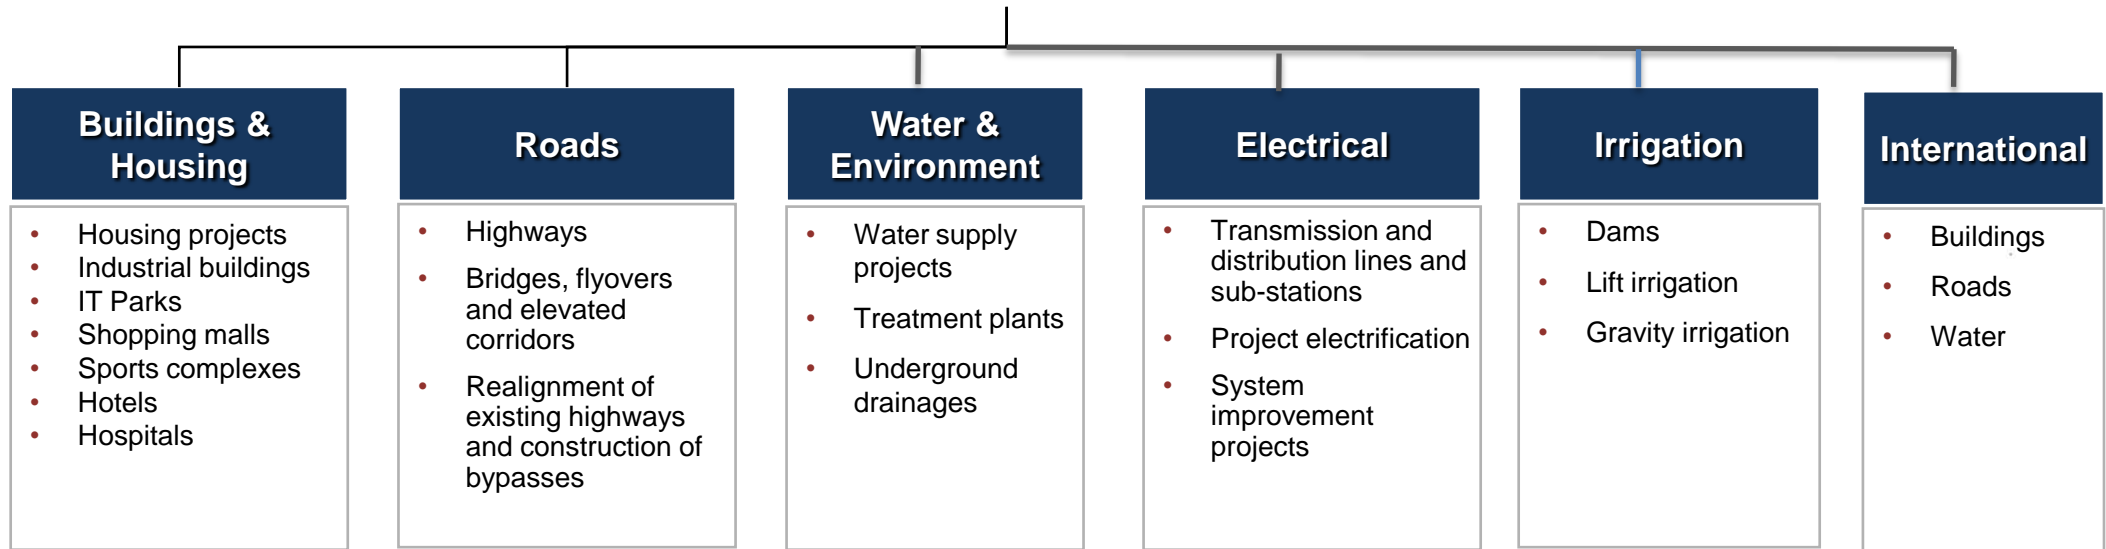 Buildings &
Housing
• Housing projects
• Industrial buildings
• IT Parks
• Shopping malls
• Sports complexes
• Hotels
• Hospitals
Roads
• Highways
• Bridges, flyovers
and elevated
corridors
• Realignment of
existing highways
and construction of
bypasses
Water &
Environment
• Water supply
projects
• Treatment plants
• Underground
drainages
Electrical
• Transmission and
distribution lines and
sub-stations
• Project electrification
• System
improvement
projects
Irrigation
• Dams
• Lift irrigation
• Gravity irrigation
International
• Buildings
• Roads
• Water